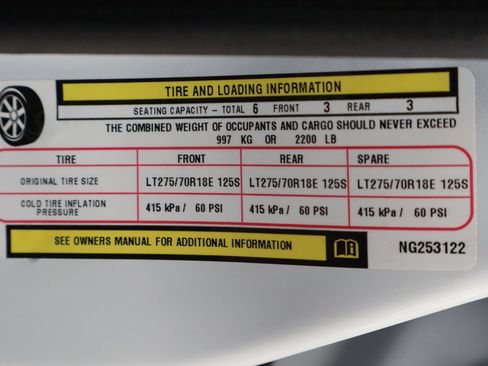 TIRE AND LOADING INFORMATION
SEATING CAPACITY – TOTAL 6 FRONT 3 REAR 3
THE COMBINED WEIGHT OF OCCUPANTS AND CARGO SHOULD NEVER EXCEED
997 KG OR 2200 LB
TIRE FRONT REAR SPARE
ORIGINAL TIRE SIZE LT275/70R18E 125S LT275/70R18E 125S LT275/70R18E 125S
COLD TIRE INFLATION
PRESSURE 415 kPa / 60 PSI 415 kPa / 60 PSI 415 kPa / 60 PSI
SEE OWNERS MANUAL FOR ADDITIONAL INFORMATION NG253122